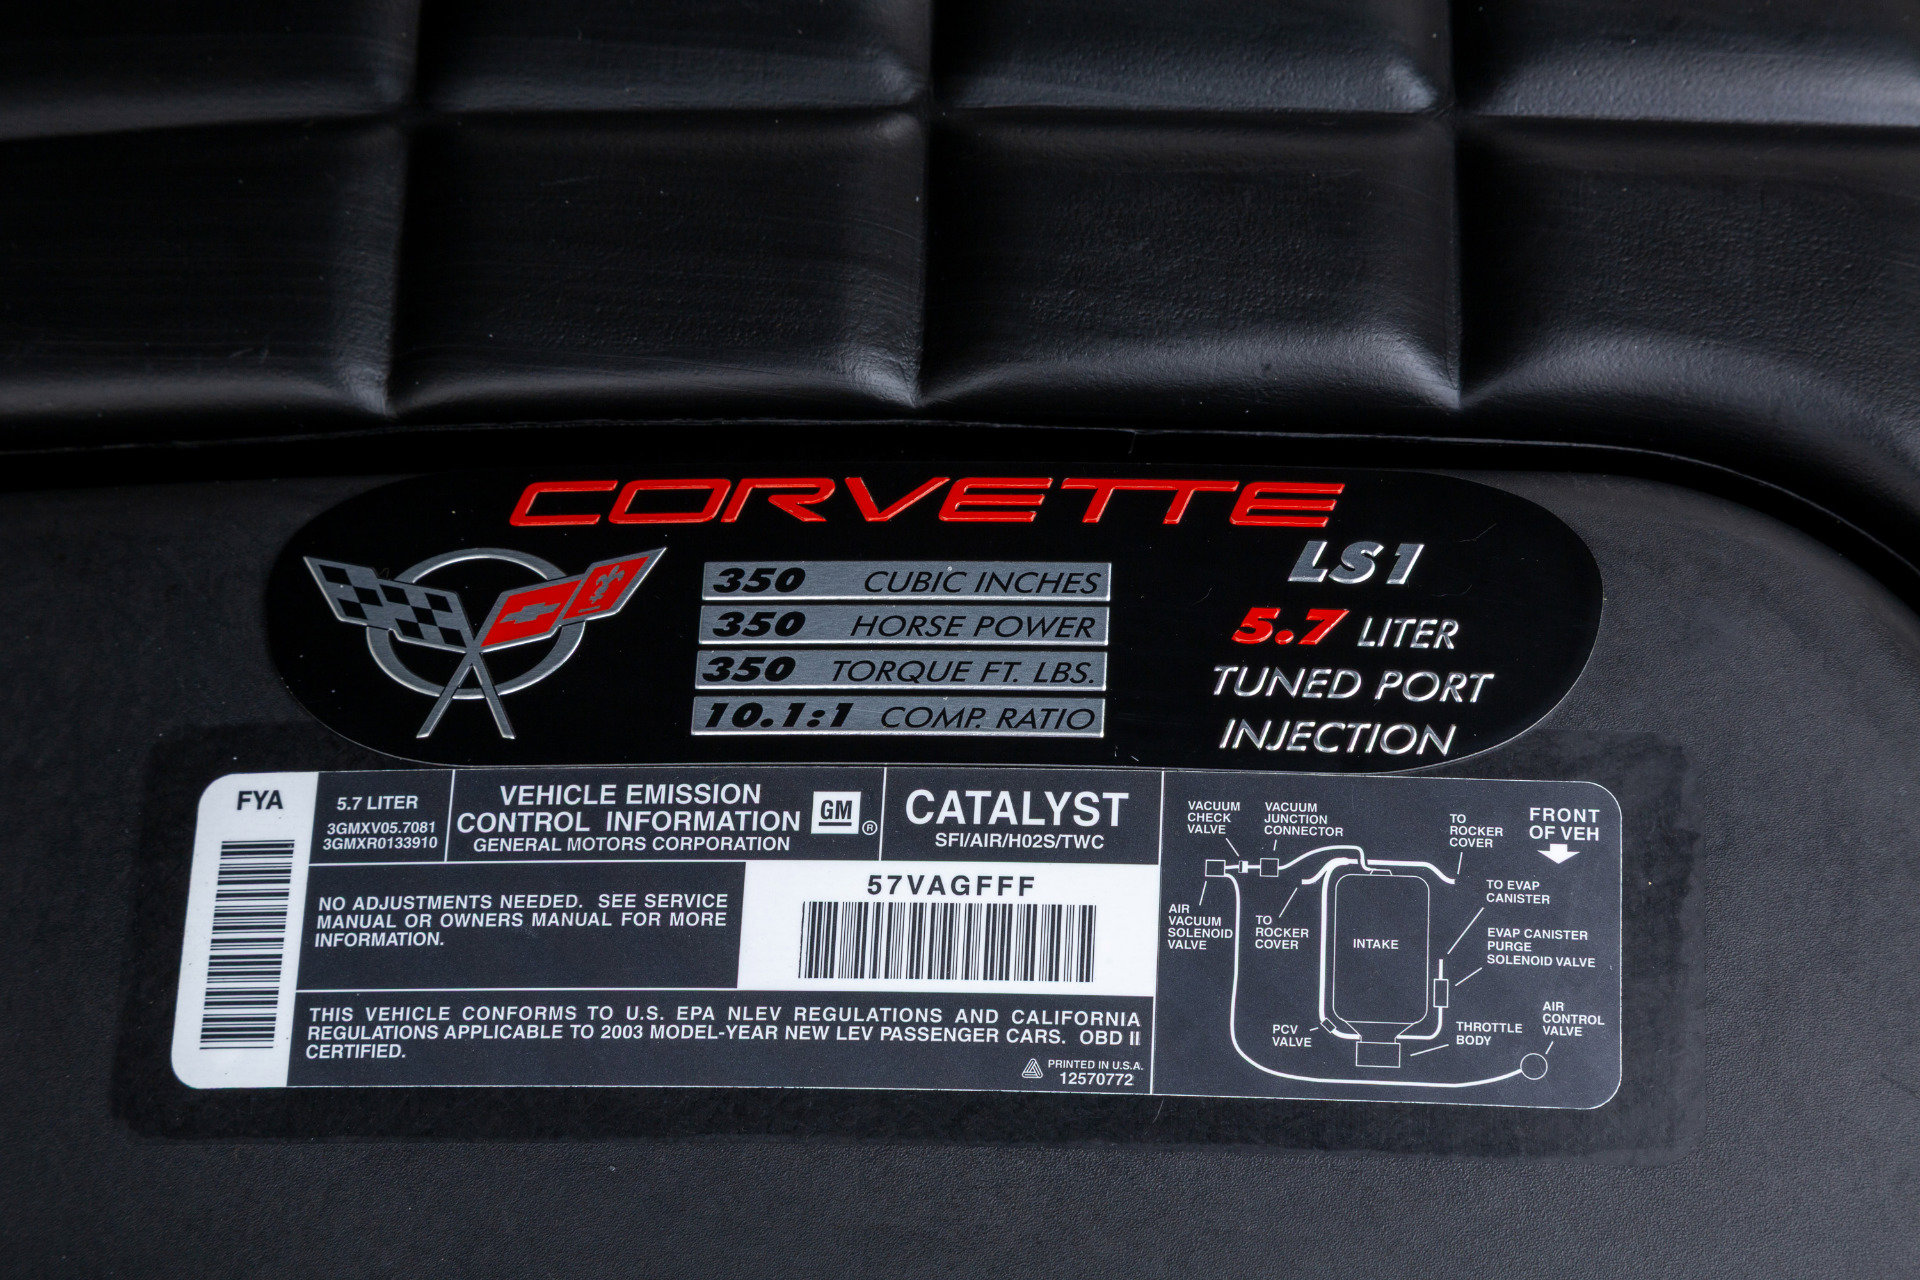 CORVETTE
350 CUBIC INCHES
350 HORSE POWER
350 TORQUE FT. LBS.
10.1:1 COMP. RATIO
LS1
5.7 LITER
TUNED PORT
INJECTION
FYA
5.7 LITER
3GMXV05.7081
3GMXR0133910
VEHICLE EMISSION
CONTROL INFORMATION
GENERAL MOTORS CORPORATION
GM ®
CATALYST
SFI/AIR/H02S/TWC
NO ADJUSTMENTS NEEDED. SEE SERVICE
MANUAL OR OWNERS MANUAL FOR MORE
INFORMATION.
57VAGFFF
THIS VEHICLE CONFORMS TO U.S. EPA NLEV REGULATIONS AND CALIFORNIA
REGULATIONS APPLICABLE TO 2003 MODEL-YEAR NEW LEV PASSENGER CARS. OBD II
CERTIFIED.
PRINTED IN U.S.A.
12570772
VACUUM
CHECK
VALVE
VACUUM
JUNCTION
CONNECTOR
TO
ROCKER
COVER
FRONT
OF VEH
AIR
VACUUM
SOLENOID
VALVE
TO
ROCKER
COVER
INTAKE
TO EVAP
CANISTER
EVAP CANISTER
PURGE
SOLENOID VALVE
PCV
VALVE
THROTTLE
BODY
AIR
CONTROL
VALVE